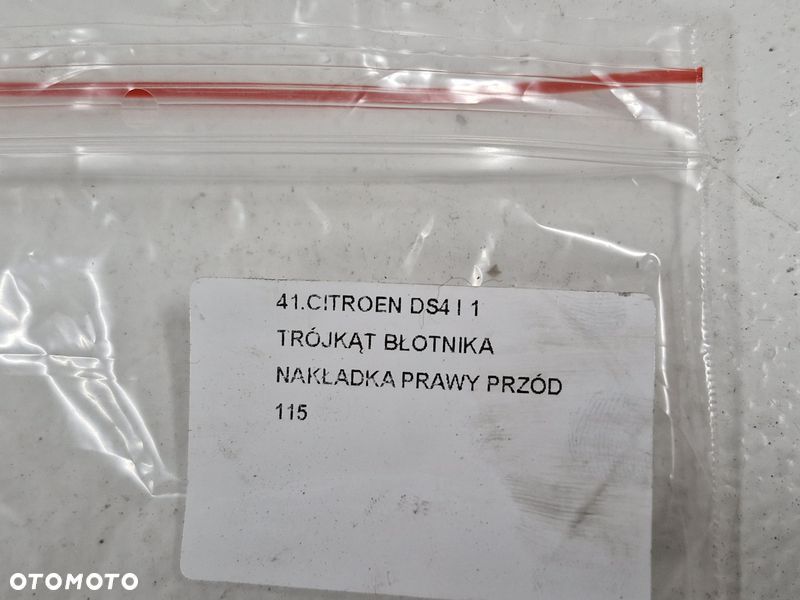 41.CITROEN DS4 I 1
TRÓJKĄT BŁOTNIKA
NAKŁADKA PRAWY PRZÓD
115
OTOMOTO